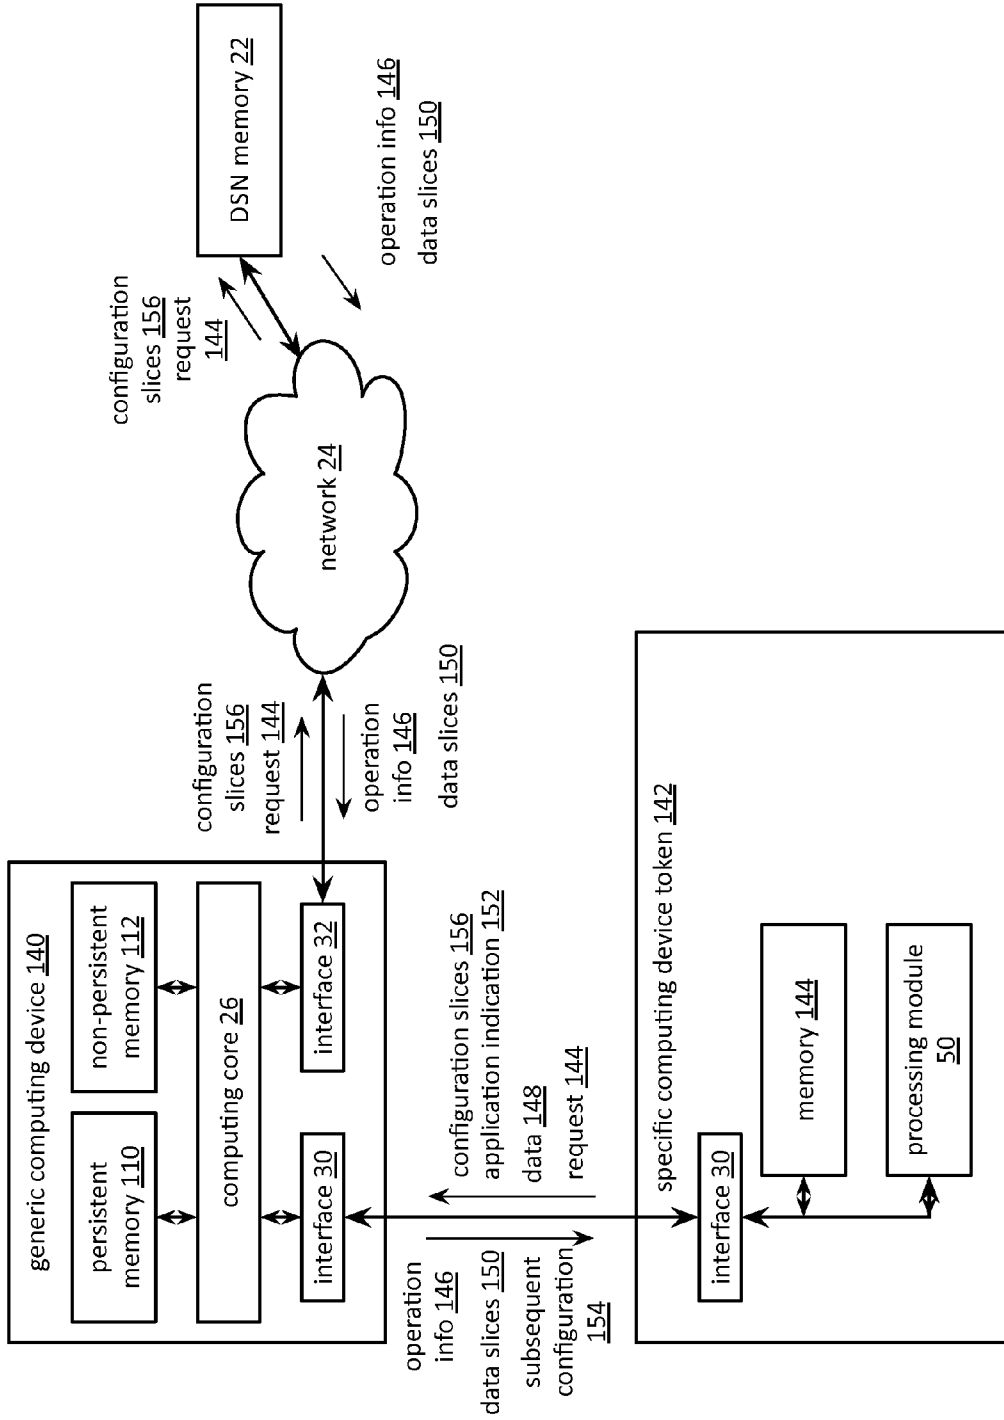 generic computing device 140
persistent
memory 110
non-persistent
memory 112
computing core 26
interface 30
interface 32
configuration
slices 156
request 144
operation
info 146
data slices 150
network 24
configuration
slices 156
request
144
DSN memory 22
operation info 146
data slices 150
operation
info 146
data slices 150
subsequent
configuration
154
configuration slices 156
application indication 152
data 148
request 144
specific computing device token 142
interface 30
memory 144
processing module
50